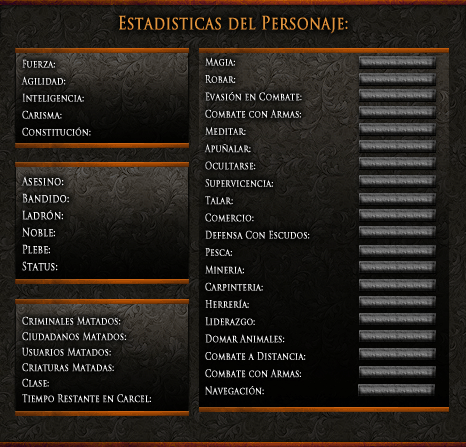 ESTADISTICAS DEL PERSONAJE:
FUERZA:
AGILIDAD:
INTELIGENCIA:
CARISMA:
CONSTITUCIÓN:
ASESINO:
BANDIDO:
LADRÓN:
NOBLE:
PLEBE:
STATUS:
CRIMINALES MATADOS:
CIUDADANOS MATADOS:
USUARIOS MATADOS:
CRIATURAS MATADAS:
CLASE:
TIEMPO RESTANTE EN CARCEL:
MAGIA:
ROBAR:
EVASIÓN EN COMBATE:
COMBATE CON ARMAS:
MEDITAR:
APUÑALAR:
OCULTARSE:
SUPERVICENCIA:
TALAR:
COMERCIO:
DEFENSA CON ESCUDOS:
PESCA:
MINERIA:
CARPINTERIA:
HERRERÍA:
LIDERAZGO:
DOMAR ANIMALES:
COMBATE A DISTANCIA:
COMBATE CON ARMAS:
NAVEGACIÓN: